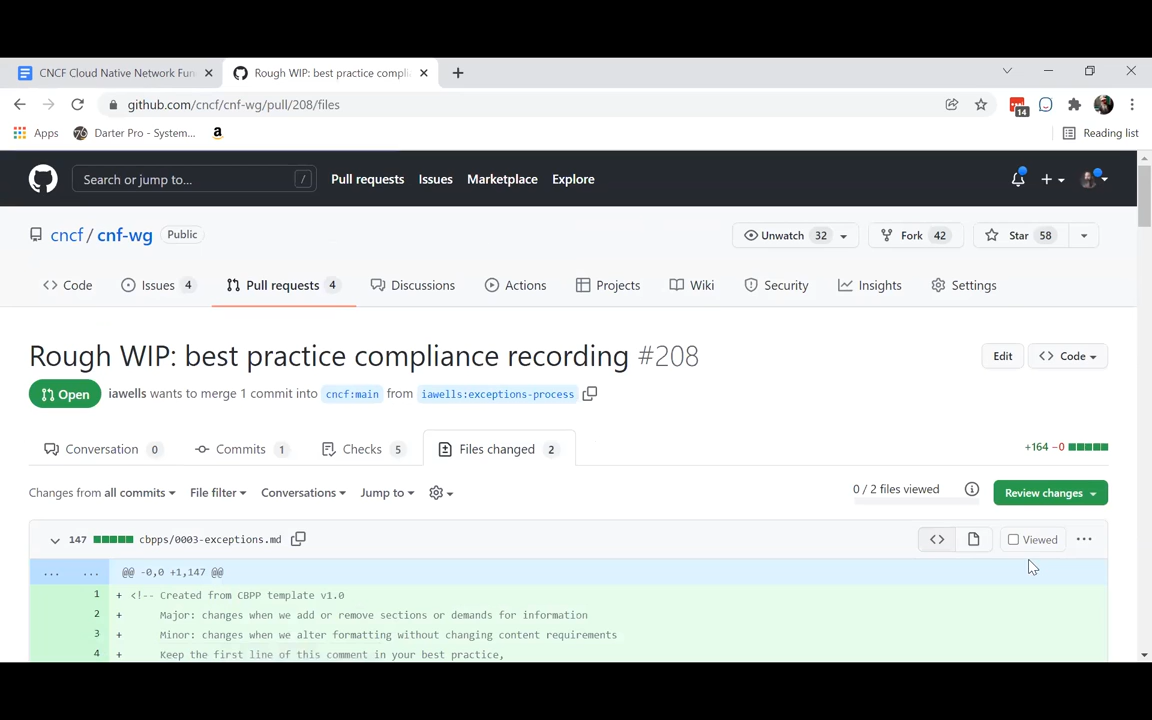 CNCF Cloud Native Network Fun
Rough WIP: best practice compli
github.com/cncf/cnf-wg/pull/208/files
14
Apps
Darter Pro - System...
a
Reading list
Search or jump to...
/
Pull requests
Issues
Marketplace
Explore
cncf / cnf-wg
Public
Unwatch 32
Fork 42
Star 58
Code
Issues 4
Pull requests 4
Discussions
Actions
Projects
Wiki
Security
Insights
Settings
Rough WIP: best practice compliance recording #208
Edit
Code
Open
iawells wants to merge 1 commit into cncf:main from iawells:exceptions-process
Conversation 0
Commits 1
Checks 5
Files changed 2
+164 −0
Changes from all commits
File filter
Conversations
Jump to
0 / 2 files viewed
Review changes
147
cbpps/0003-exceptions.md
Viewed
... ... @@ -0,0 +1,147 @@
1 + <!-- Created from CBPP template v1.0
2 + Major: changes when we add or remove sections or demands for information
3 + Minor: changes when we alter formatting without changing content requirements
4 + Keep the first line of this comment in your best practice,